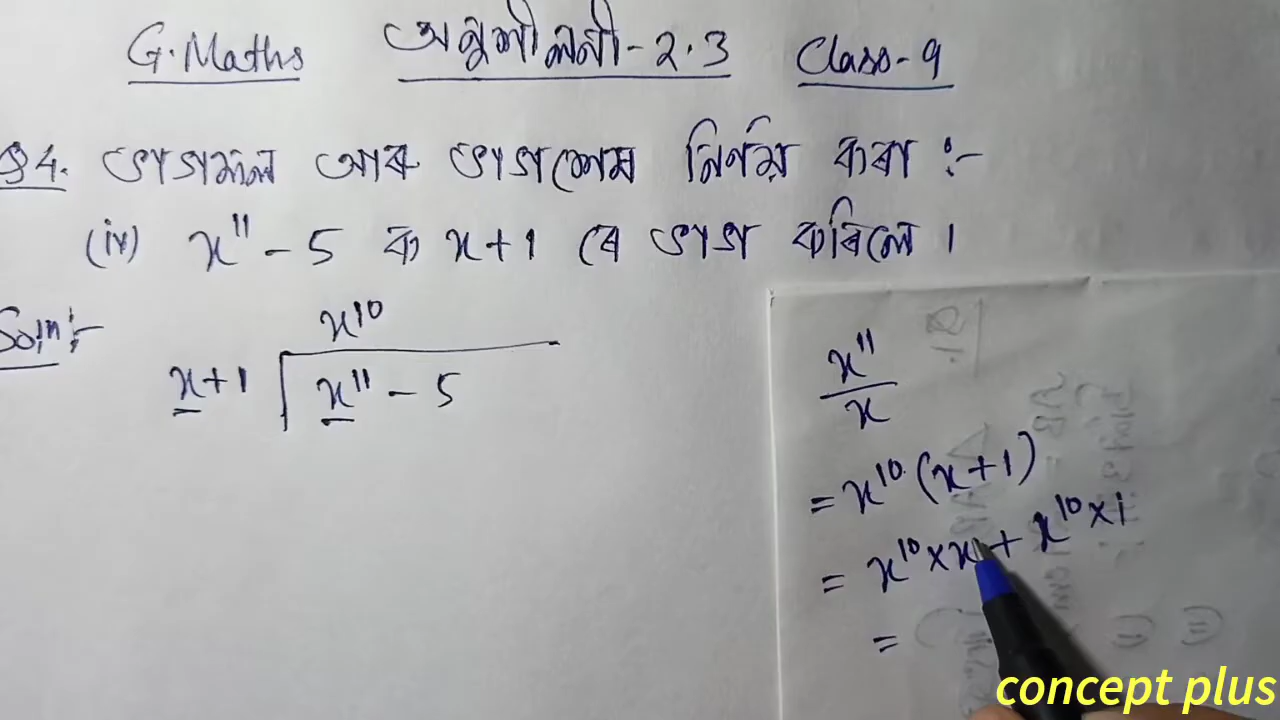 G. Maths অনুশীলনী - 2.3 Class - 9
Q4. ভাগফল আৰু ভাগশেষ নিৰ্ণয় কৰা :-
(iv) x¹¹ - 5 ক x + 1 ৰে ভাগ কৰিলে ।
Soln :-
x¹⁰
x + 1 x¹¹ - 5
x¹¹
x
= x¹⁰ (x + 1)
= x¹⁰ × x + x¹⁰ × 1
=
concept plus